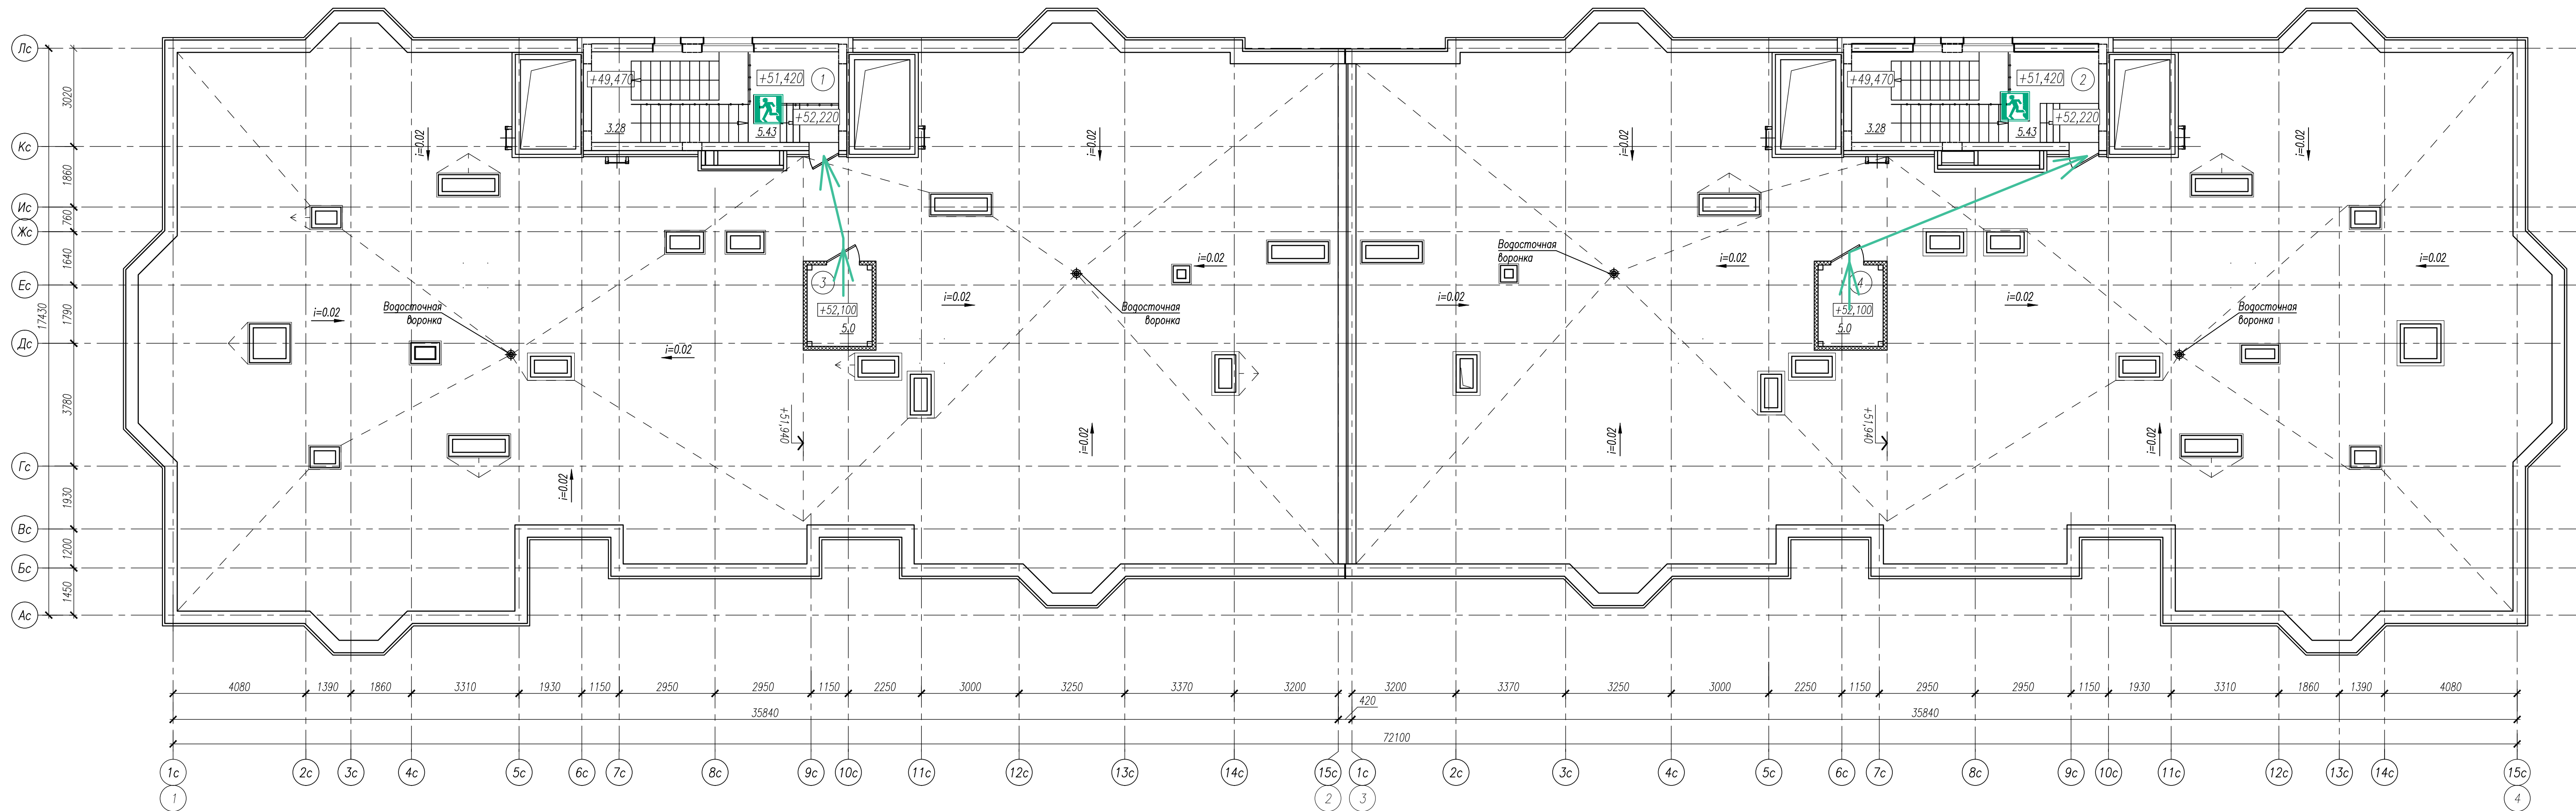 Лс
Кс
Ис
Жс
Ес
Дс
Гс
Вс
Бс
Ас
3020
1860
760
1640
1790
3780
1930
1200
1450
17430
+49,470
+51,420
1
+52,220
3.28
5.43
+49,470
+51,420
2
+52,220
3.28
5.43
i=0.02
i=0.02
i=0.02
i=0.02
Водосточная
воронка
i=0.02
i=0.02
i=0.02
3
+52,100
5.0
i=0.02
Водосточная
воронка
i=0.02
i=0.02
Водосточная
воронка
i=0.02
i=0.02
4
+52,100
5.0
i=0.02
Водосточная
воронка
+51,940
+51,940
i=0.02
i=0.02
i=0.02
i=0.02
4080
1390
1860
3310
1930
1150
2950
2950
1150
2250
3000
3250
3370
3200
3200
3370
3250
3000
2250
1150
2950
2950
1150
1930
3310
1860
1390
4080
35840
420
35840
72100
1с
2с
3с
4с
5с
6с
7с
8с
9с
10с
11с
12с
13с
14с
15с
1с
2с
3с
4с
5с
6с
7с
8с
9с
10с
11с
12с
13с
14с
15с
1
2
3
4